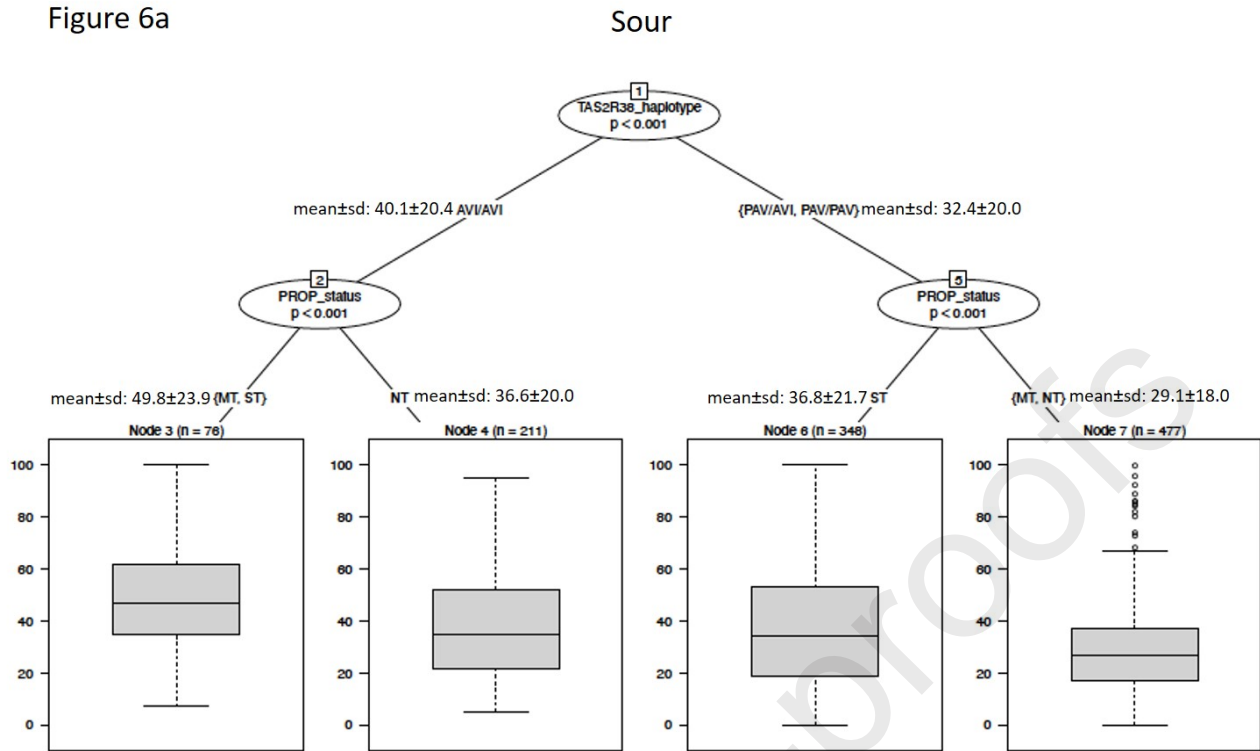 Figure 6a
Sour
1
TAS2R38_haplotype
p < 0.001
mean±sd: 40.1±20.4 AVI/AVI
{PAV/AVI, PAV/PAV} mean±sd: 32.4±20.0
2
PROP_status
p < 0.001
5
PROP_status
p < 0.001
mean±sd: 49.8±23.9 {MT, ST}
NT mean±sd: 36.6±20.0
mean±sd: 36.8±21.7 ST
{MT, NT} mean±sd: 29.1±18.0
Node 3 (n = 76)
100
80
60
40
20
0
Node 4 (n = 211)
100
80
60
40
20
0
Node 6 (n = 348)
100
80
60
40
20
0
Node 7 (n = 477)
100
80
60
40
20
0
proofs